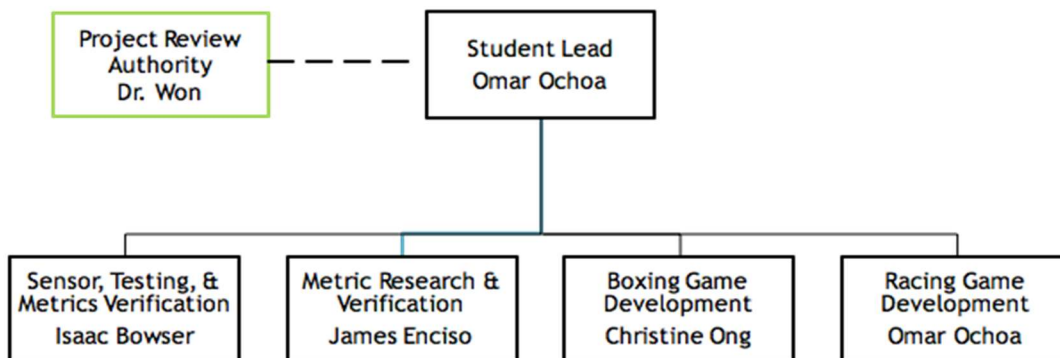 Project Review
Authority
Dr. Won
Student Lead
Omar Ochoa
Sensor, Testing, &
Metrics Verification
Isaac Bowser
Metric Research &
Verification
James Enciso
Boxing Game
Development
Christine Ong
Racing Game
Development
Omar Ochoa